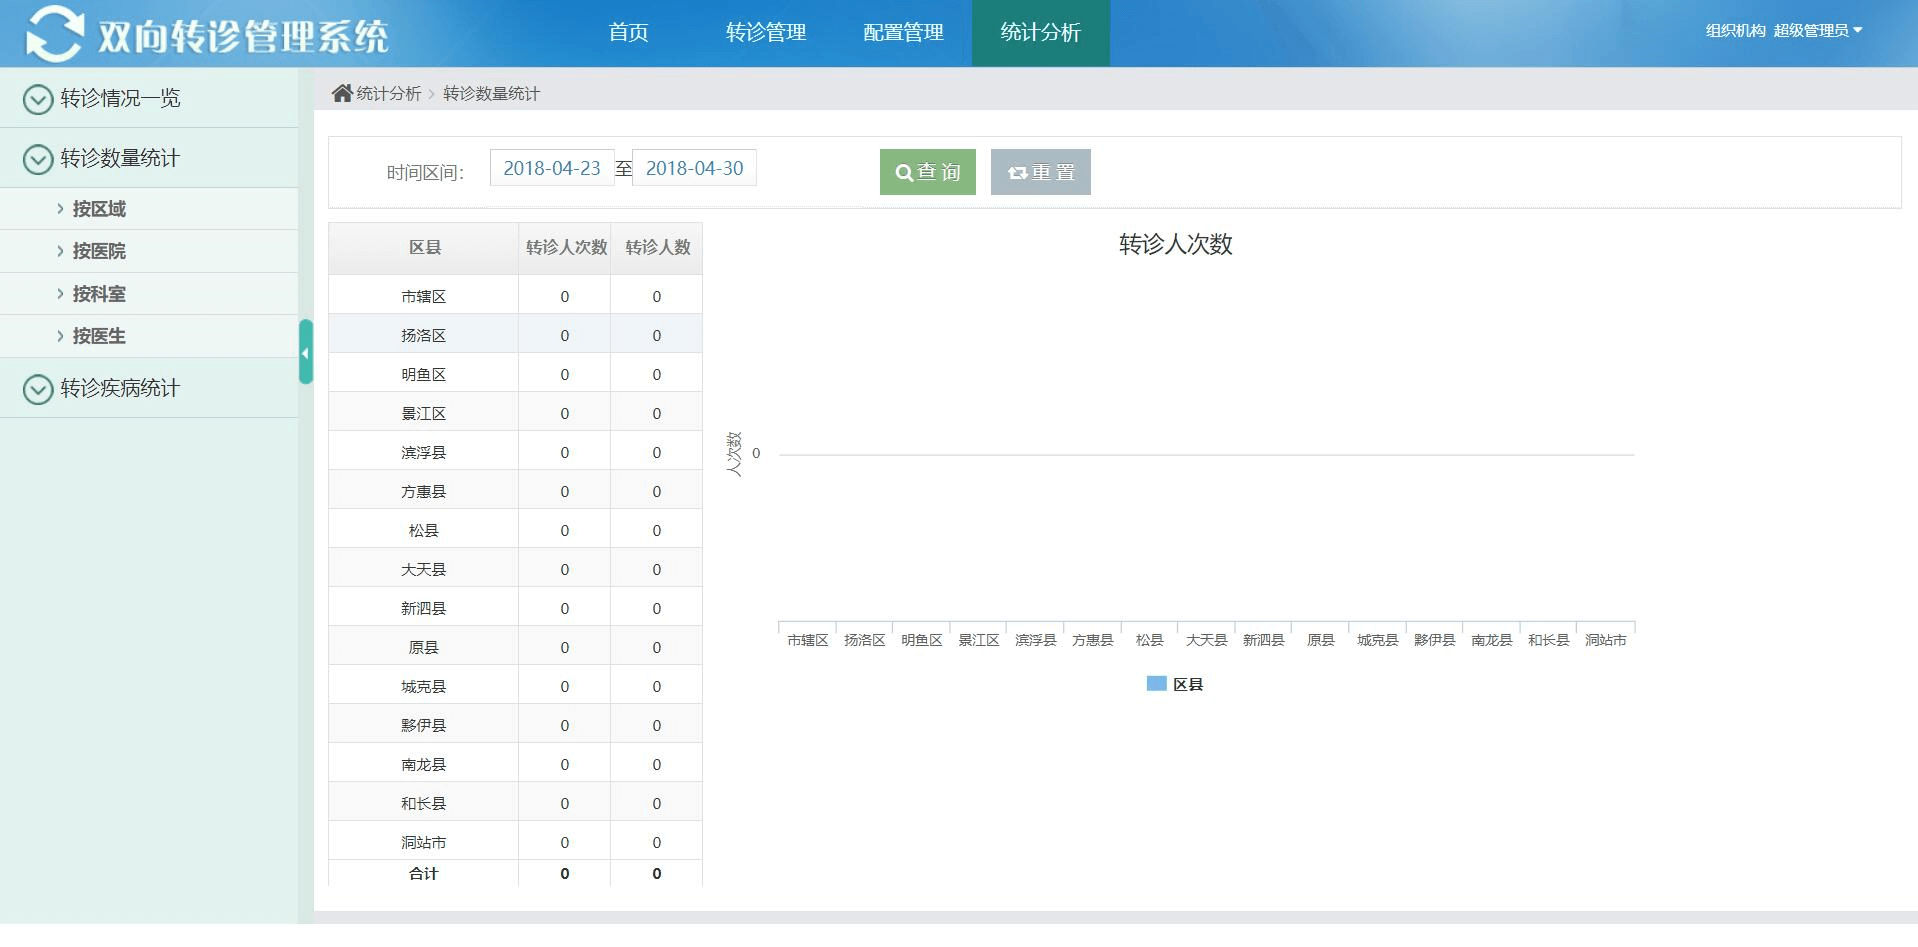 双向转诊管理系统
首页 转诊管理 配置管理 统计分析
组织机构 超级管理员
转诊情况一览
转诊数量统计
按区域
按医院
按科室
按医生
转诊疾病统计
统计分析 > 转诊数量统计
时间区间： 2018-04-23 至 2018-04-30 查 询 重 置
区县 转诊人次数 转诊人数
市辖区 0 0
扬洛区 0 0
明鱼区 0 0
景江区 0 0
滨浮县 0 0
方惠县 0 0
松县 0 0
大天县 0 0
新泗县 0 0
原县 0 0
城克县 0 0
黟伊县 0 0
南龙县 0 0
和长县 0 0
洞站市 0 0
合计 0 0
转诊人次数
人次数
0
市辖区 扬洛区 明鱼区 景江区 滨浮县 方惠县 松县 大天县 新泗县 原县 城克县 黟伊县 南龙县 和长县 洞站市
区县